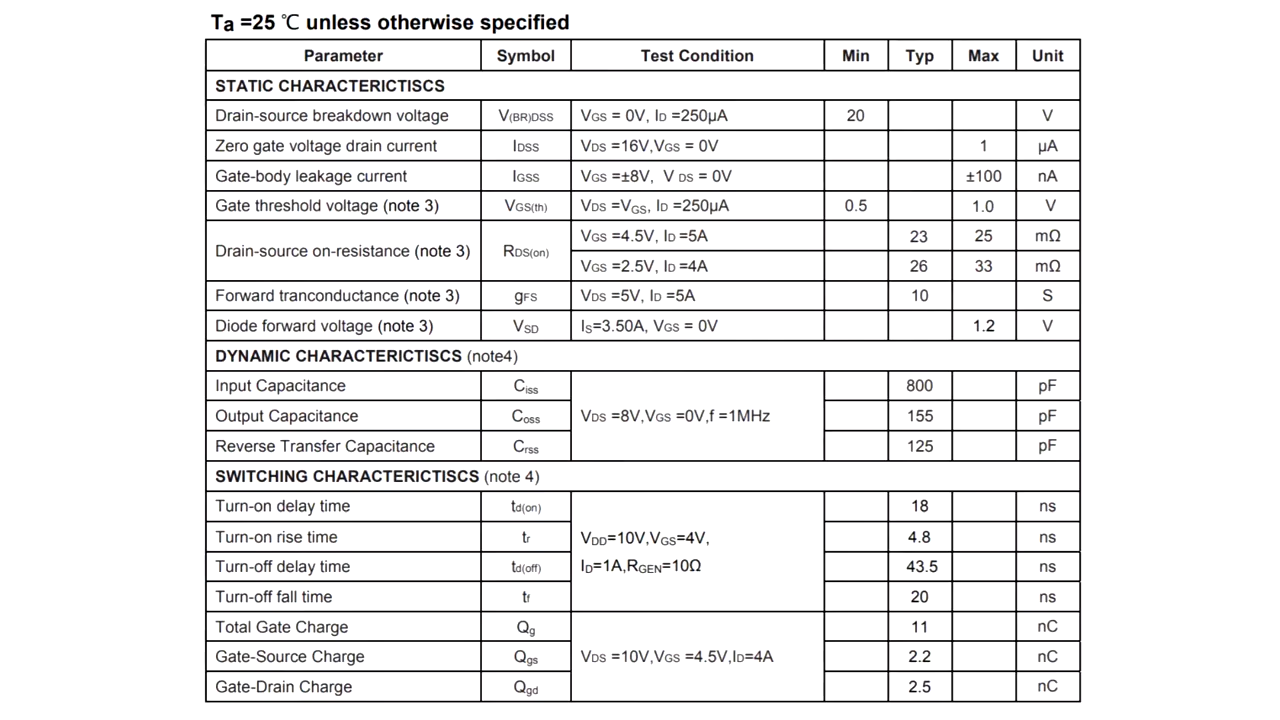 Ta =25 ℃ unless otherwise specified
Parameter Symbol Test Condition Min Typ Max Unit
STATIC CHARACTERICTISCS
Drain-source breakdown voltage V(BR)DSS VGS = 0V, ID =250µA 20 V
Zero gate voltage drain current IDSS VDS =16V,VGS = 0V 1 µA
Gate-body leakage current IGSS VGS =±8V, V DS = 0V ±100 nA
Gate threshold voltage (note 3) VGS(th) VDS =VGS, ID =250µA 0.5 1.0 V
Drain-source on-resistance (note 3) RDS(on) VGS =4.5V, ID =5A 23 25 mΩ
VGS =2.5V, ID =4A 26 33 mΩ
Forward tranconductance (note 3) gFS VDS =5V, ID =5A 10 S
Diode forward voltage (note 3) VSD IS=3.50A, VGS = 0V 1.2 V
DYNAMIC CHARACTERICTISCS (note4)
Input Capacitance Ciss VDS =8V,VGS =0V,f =1MHz 800 pF
Output Capacitance Coss 155 pF
Reverse Transfer Capacitance Crss 125 pF
SWITCHING CHARACTERICTISCS (note 4)
Turn-on delay time td(on) VDD=10V,VGS=4V, 18 ns
Turn-on rise time tr ID=1A,RGEN=10Ω 4.8 ns
Turn-off delay time td(off) 43.5 ns
Turn-off fall time tf 20 ns
Total Gate Charge Qg VDS =10V,VGS =4.5V,ID=4A 11 nC
Gate-Source Charge Qgs 2.2 nC
Gate-Drain Charge Qgd 2.5 nC